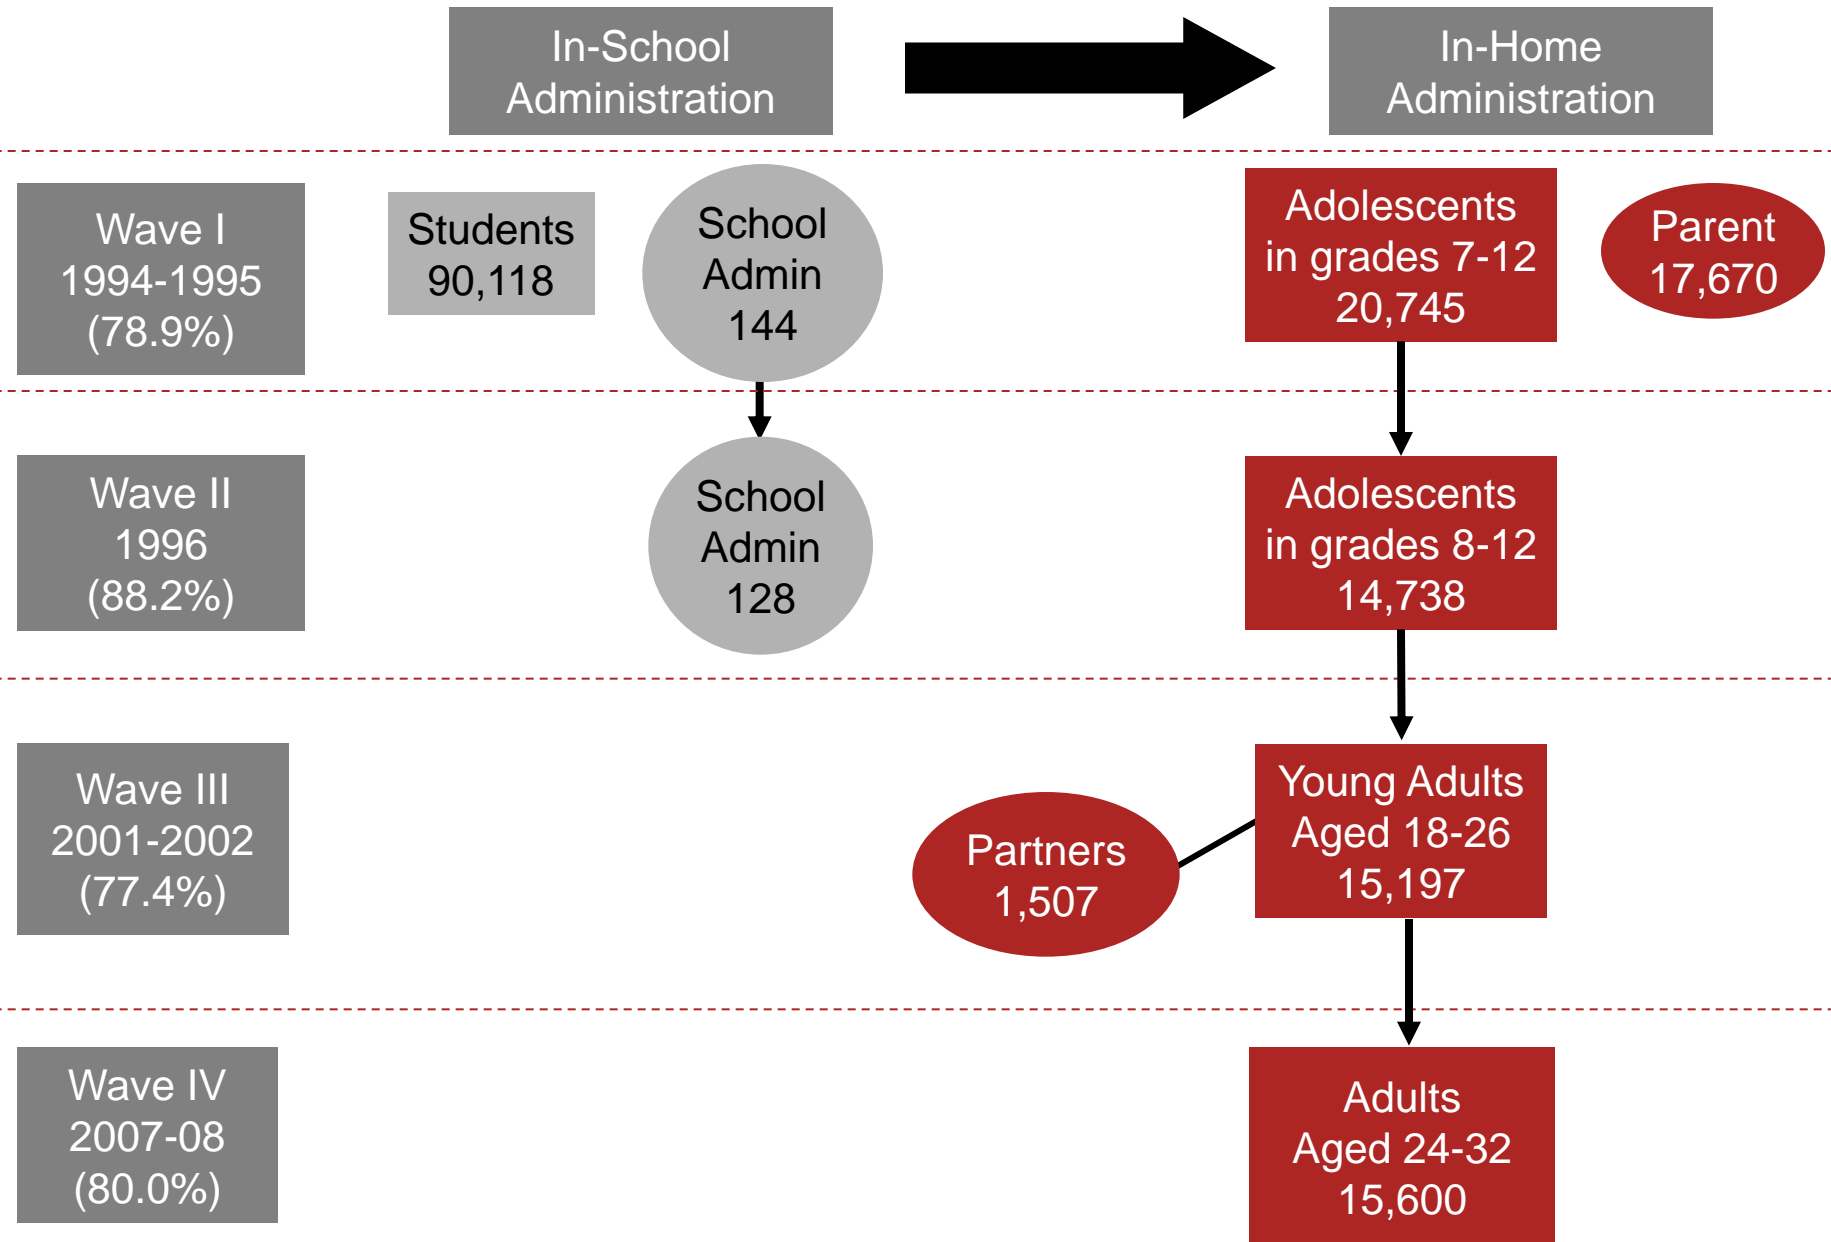 In-School
Administration
In-Home
Administration
Wave I
1994-1995
(78.9%)
Students
90,118
School
Admin
144
Adolescents
in grades 7-12
20,745
Parent
17,670
Wave II
1996
(88.2%)
School
Admin
128
Adolescents
in grades 8-12
14,738
Wave III
2001-2002
(77.4%)
Partners
1,507
Young Adults
Aged 18-26
15,197
Wave IV
2007-08
(80.0%)
Adults
Aged 24-32
15,600